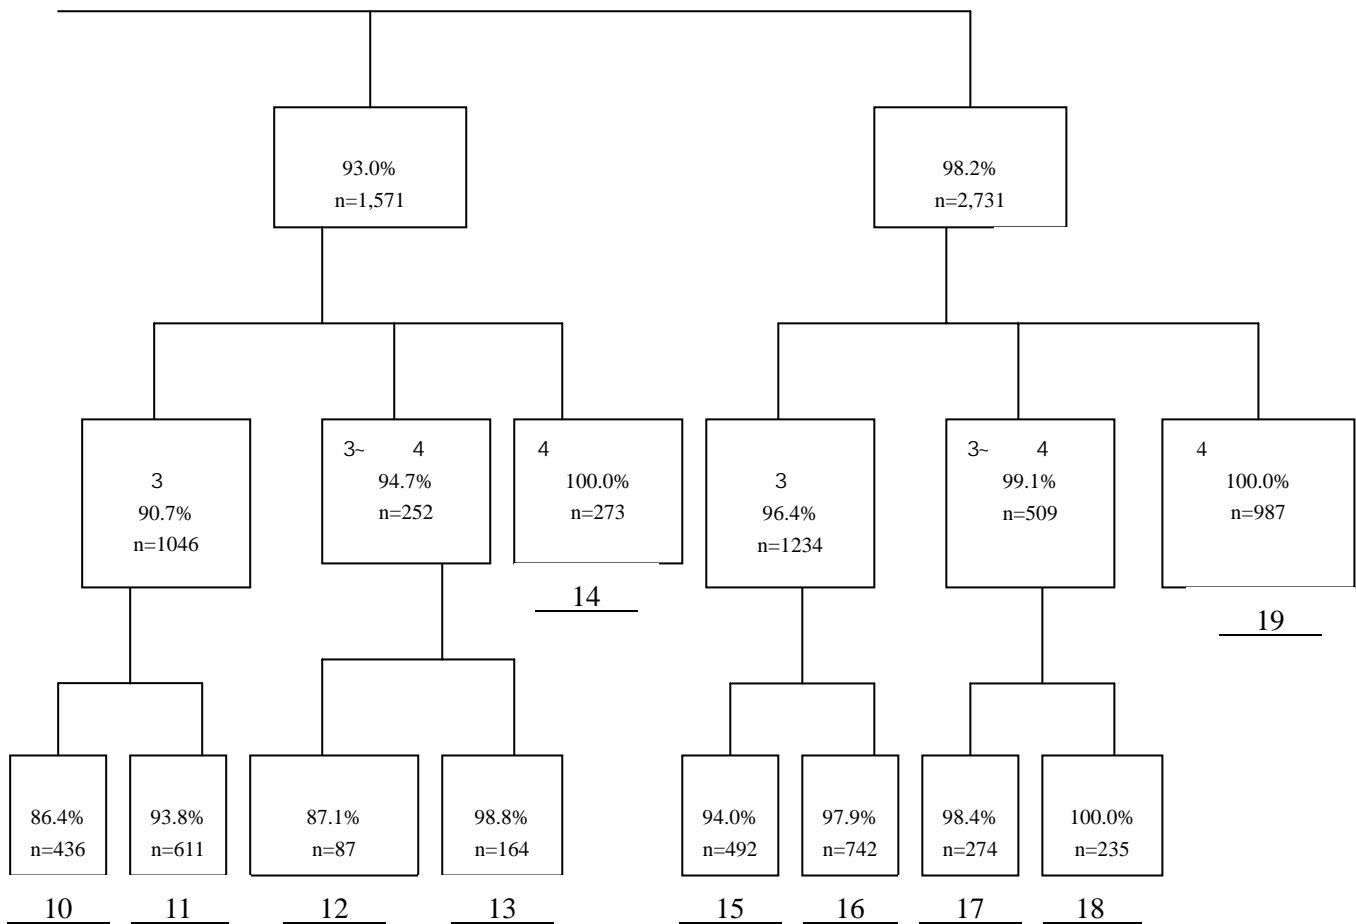 93.0%
n=1,571
98.2%
n=2,731
3
90.7%
n=1046
3~ 4
94.7%
n=252
4
100.0%
n=273
3
96.4%
n=1234
3~ 4
99.1%
n=509
4
100.0%
n=987
14
19
86.4%
n=436
93.8%
n=611
87.1%
n=87
98.8%
n=164
94.0%
n=492
97.9%
n=742
98.4%
n=274
100.0%
n=235
10
11
12
13
15
16
17
18